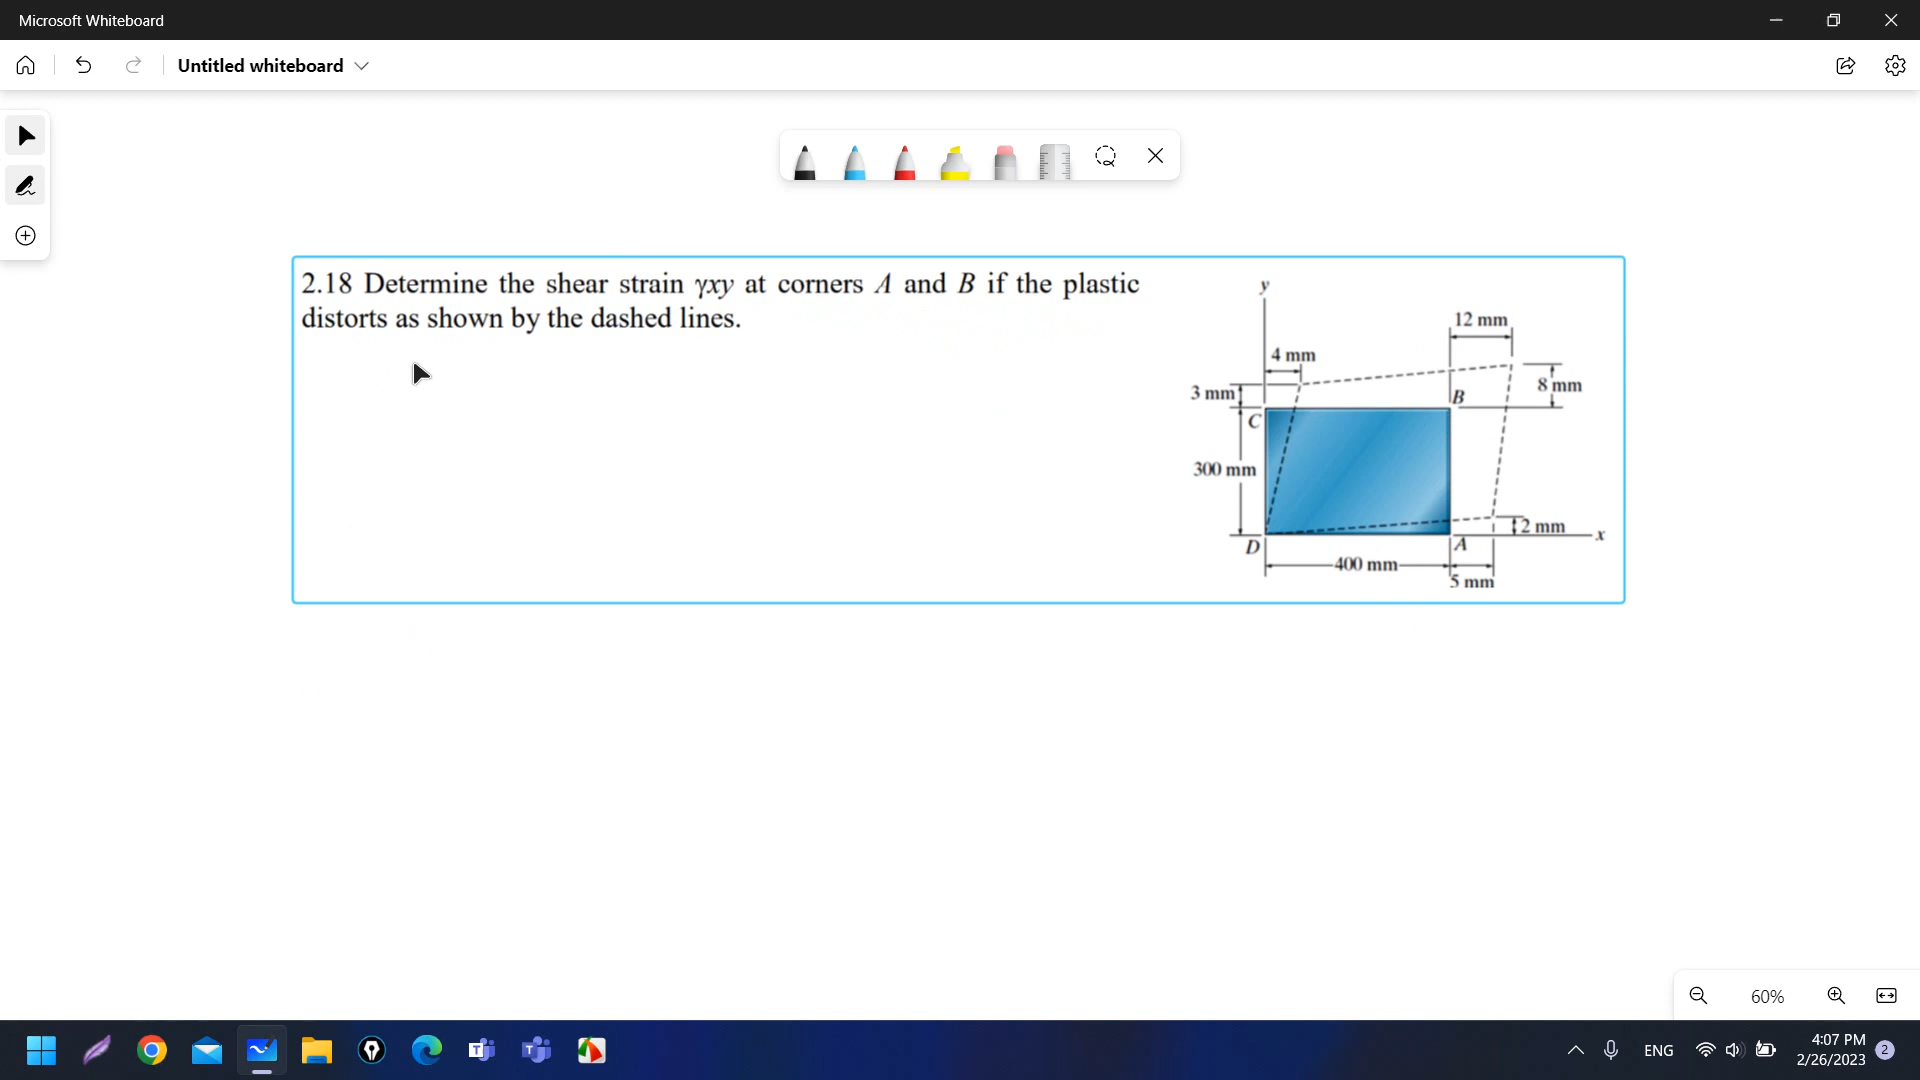 Microsoft Whiteboard
Untitled whiteboard
2.18 Determine the shear strain γxy at corners A and B if the plastic
distorts as shown by the dashed lines.
y
12 mm
4 mm
3 mm
8 mm
B
C
300 mm
2 mm
x
D
A
400 mm
5 mm
60%
ENG
4:07 PM
2/26/2023
2